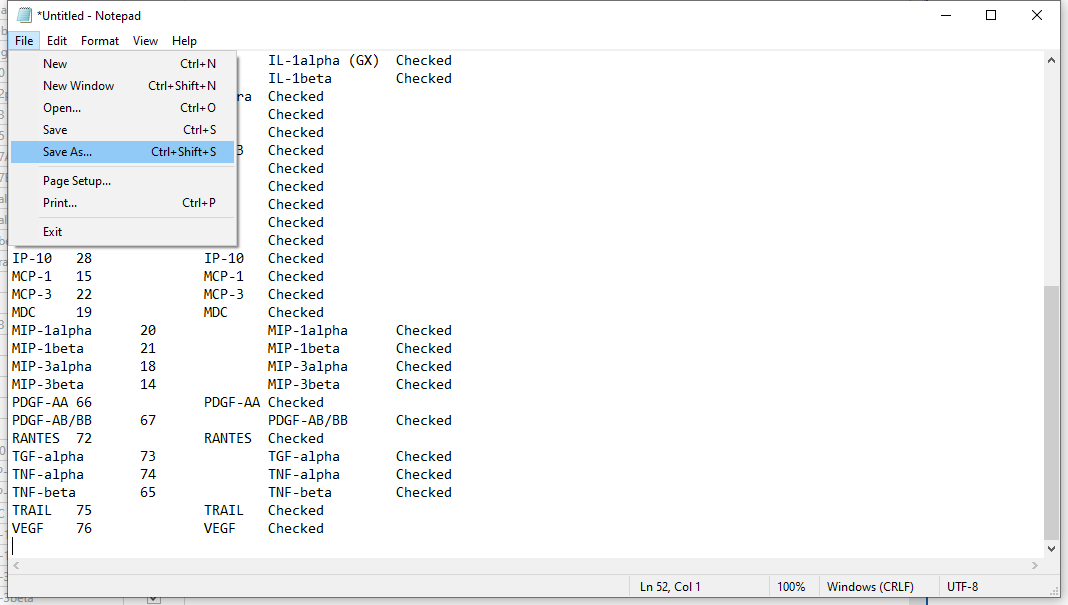 *Untitled - Notepad
File Edit Format View Help
New Ctrl+N
New Window Ctrl+Shift+N
Open... Ctrl+O
Save Ctrl+S
Save As... Ctrl+Shift+S
Page Setup...
Print... Ctrl+P
Exit
IL-1alpha (GX) Checked
IL-1beta Checked
ra Checked
Checked
Checked
3 Checked
Checked
Checked
Checked
Checked
Checked
IP-10 28 IP-10 Checked
MCP-1 15 MCP-1 Checked
MCP-3 22 MCP-3 Checked
MDC 19 MDC Checked
MIP-1alpha 20 MIP-1alpha Checked
MIP-1beta 21 MIP-1beta Checked
MIP-3alpha 18 MIP-3alpha Checked
MIP-3beta 14 MIP-3beta Checked
PDGF-AA 66 PDGF-AA Checked
PDGF-AB/BB 67 PDGF-AB/BB Checked
RANTES 72 RANTES Checked
TGF-alpha 73 TGF-alpha Checked
TNF-alpha 74 TNF-alpha Checked
TNF-beta 65 TNF-beta Checked
TRAIL 75 TRAIL Checked
VEGF 76 VEGF Checked
Ln 52, Col 1 100% Windows (CRLF) UTF-8